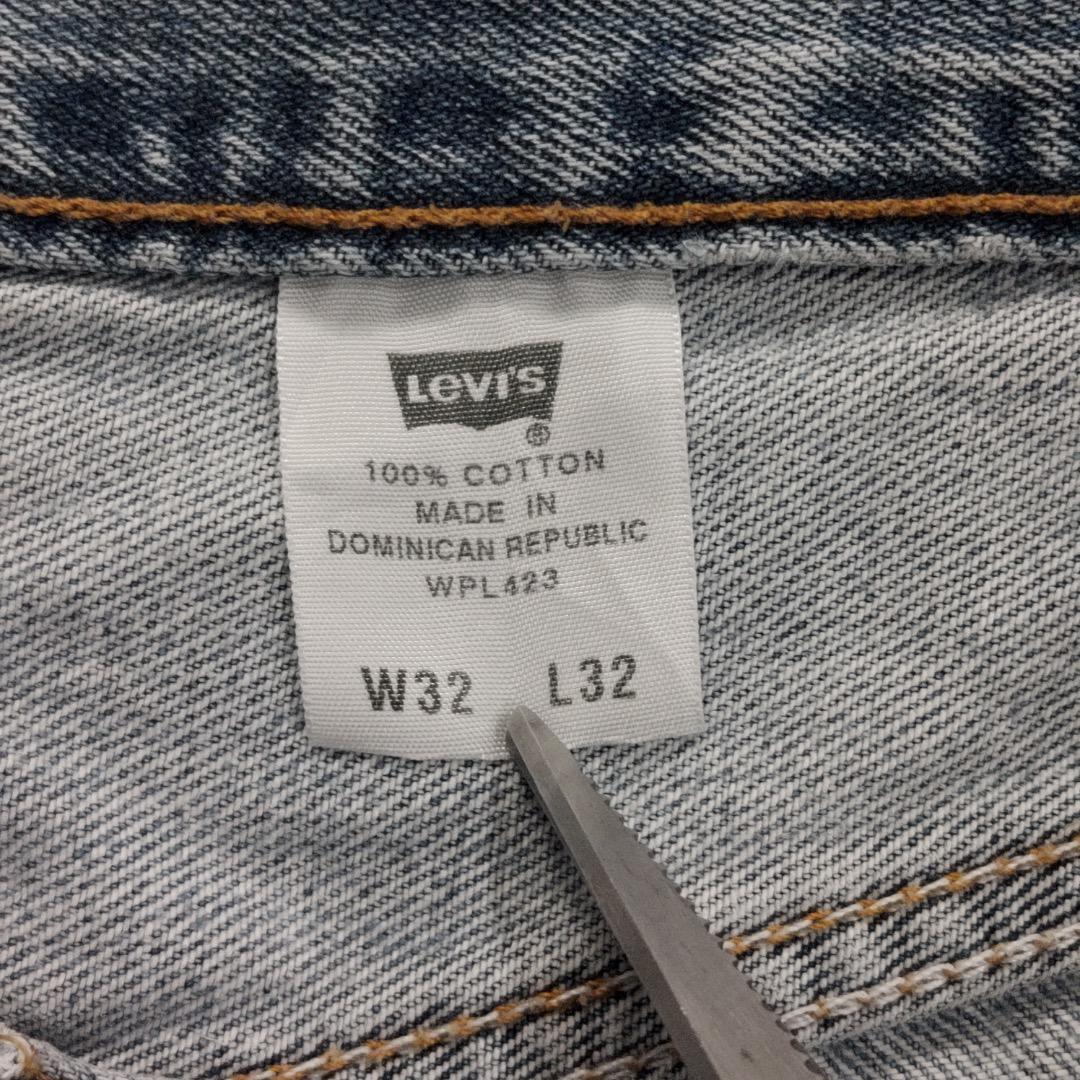 LEVI'S
®
100% COTTON
MADE IN
DOMINICAN REPUBLIC
WPL423
W32 L32